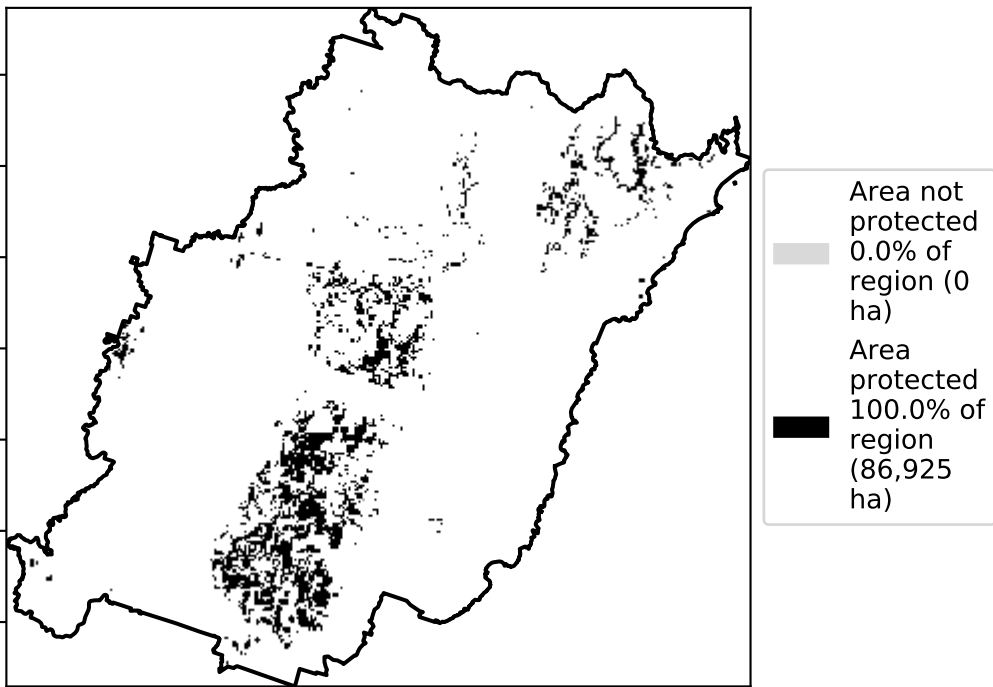 Area not
protected
0.0% of
region (0
ha)
Area
protected
100.0% of
region
(86,925
ha)